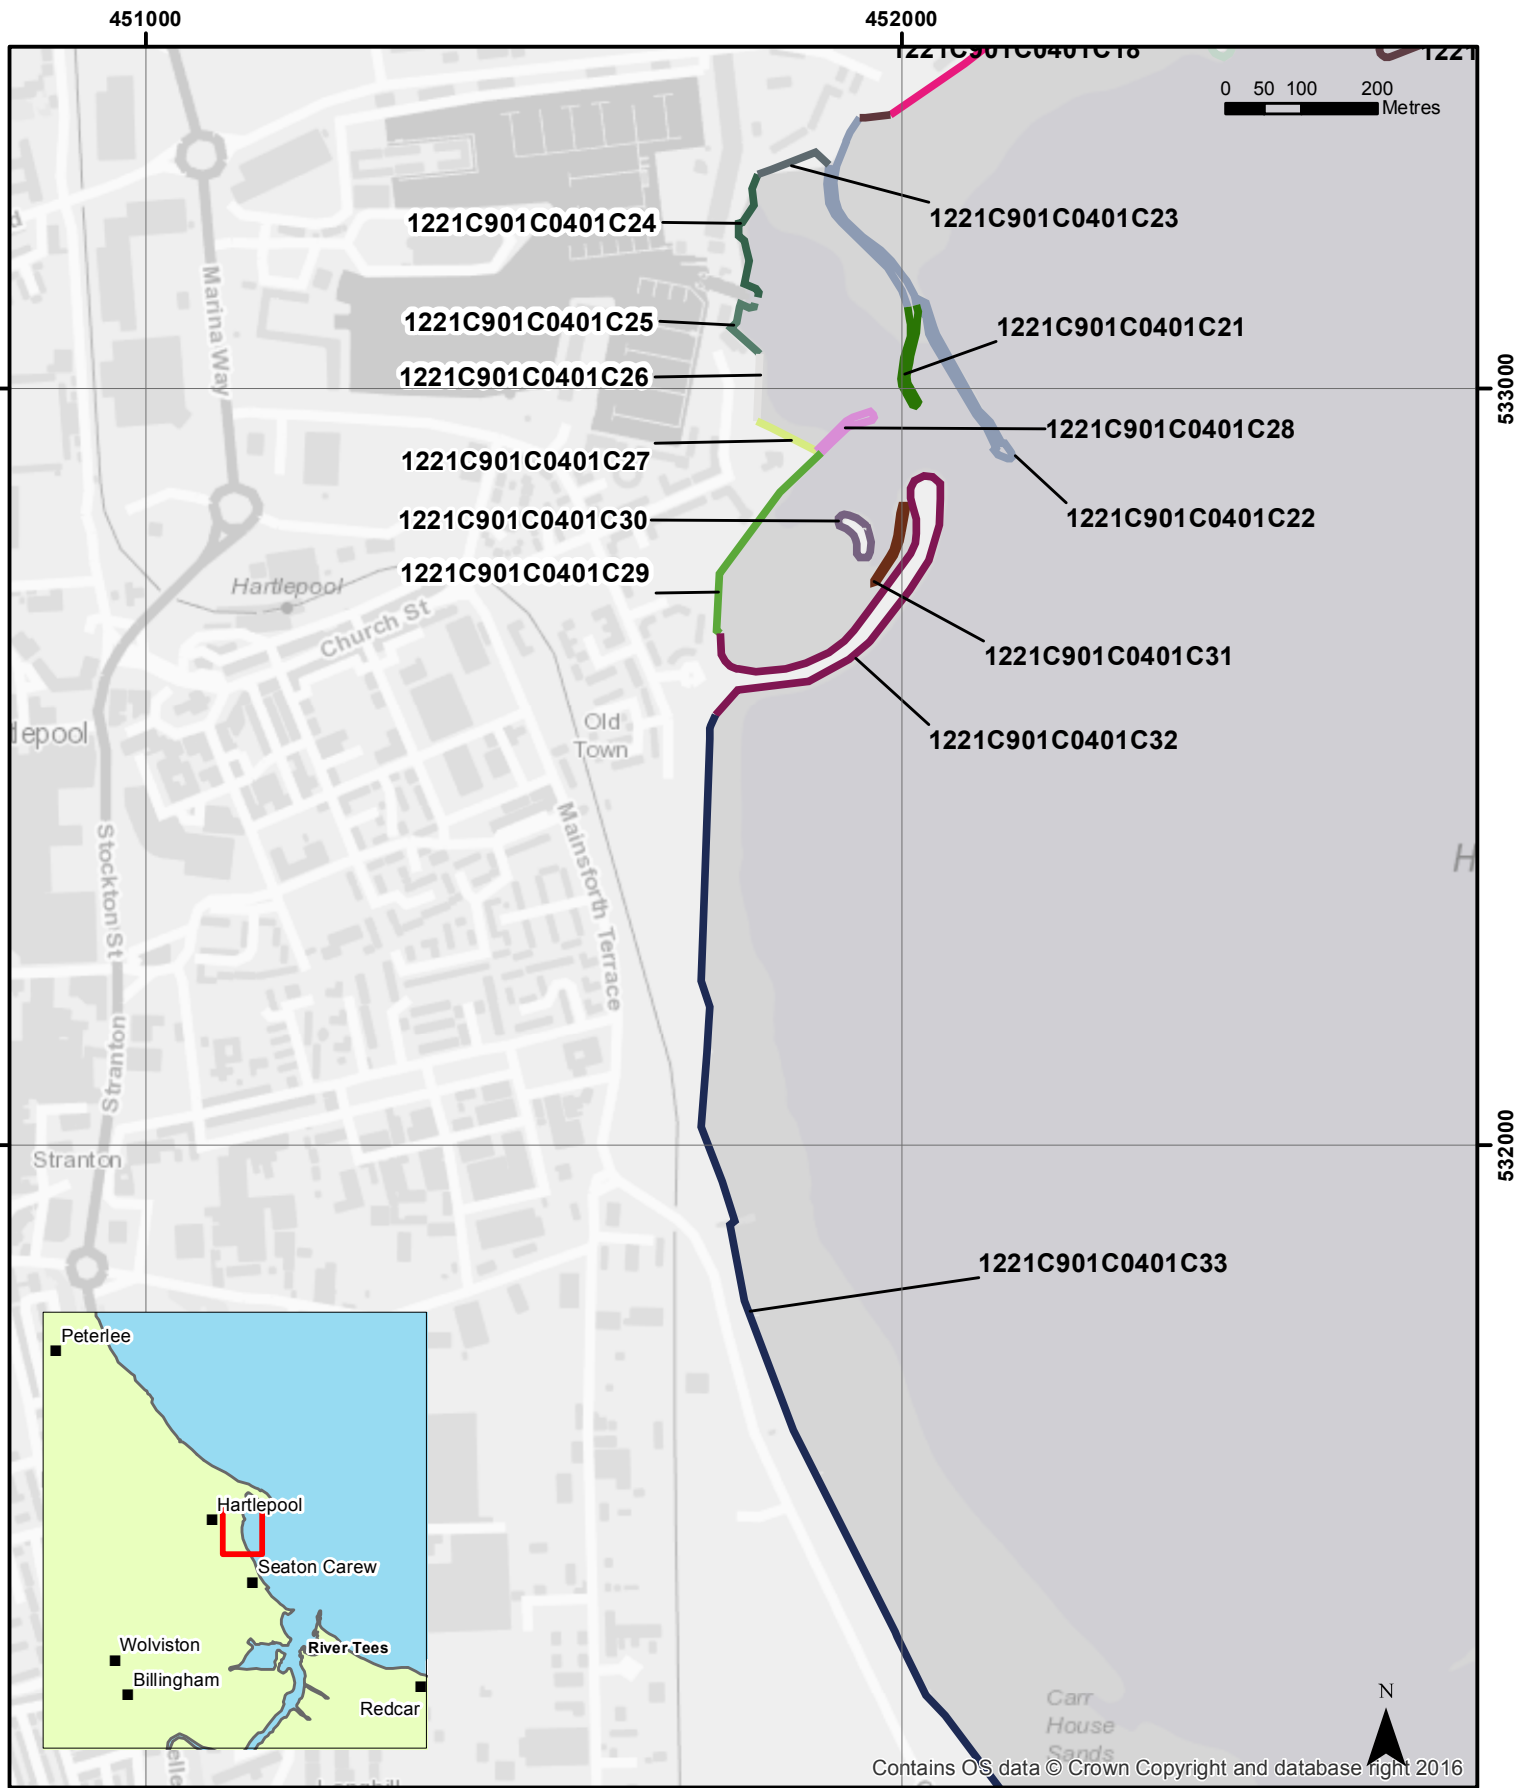 451000
452000
1221C901C0401C18
1221
0 50 100 200
Metres
1221C901C0401C24
1221C901C0401C23
1221C901C0401C25
1221C901C0401C21
1221C901C0401C26
533000
1221C901C0401C28
1221C901C0401C27
1221C901C0401C30
1221C901C0401C22
1221C901C0401C29
1221C901C0401C31
1221C901C0401C32
Marina Way
Hartlepool
Church St
lepool
Old
Town
Mainsforth Terrace
Stockton St
Stranton
H
532000
Stranton
1221C901C0401C33
Peterlee
Hartlepool
Seaton Carew
Wolviston
River Tees
Billingham
Redcar
N
Carr
House
Sands
Contains OS data © Crown Copyright and database right 2016